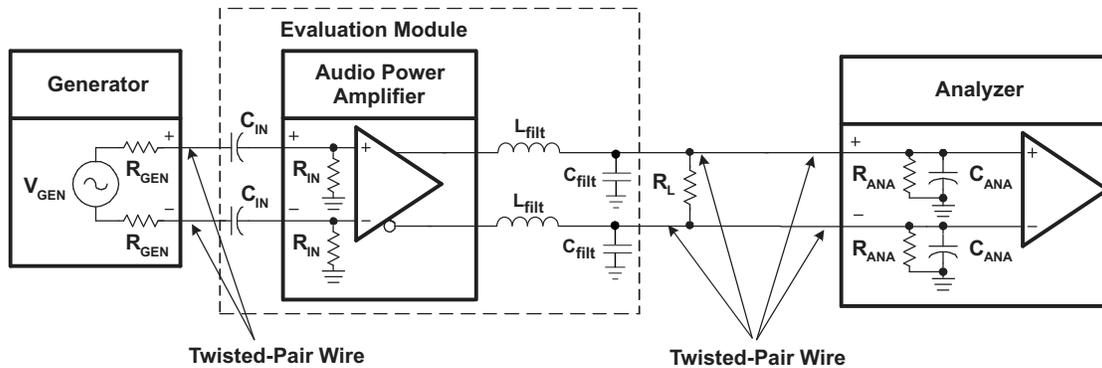 Evaluation Module
Generator
Audio Power
Amplifier
Analyzer
C_IN
L_filt
+
+
+
+
+
R_GEN
R_IN
C_filt
R_L
R_ANA
C_ANA
V_GEN
C_IN
L_filt
−
−
−
−
−
R_GEN
R_IN
C_filt
R_ANA
C_ANA
Twisted-Pair Wire
Twisted-Pair Wire